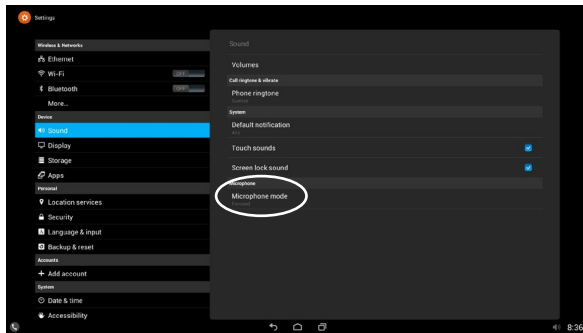 Settings
Wireless & Networks
Ethernet
Wi-Fi
OFF
Bluetooth
OFF
More...
Device
Sound
Display
Storage
Apps
Personal
Location services
Security
Language & input
Backup & reset
Accounts
Add account
System
Date & time
Accessibility
Sound
Volumes
Call ringtone & vibrate
Phone ringtone
System
Default notification
Touch sounds
Screen lock sound
Microphone
Microphone mode
8:36